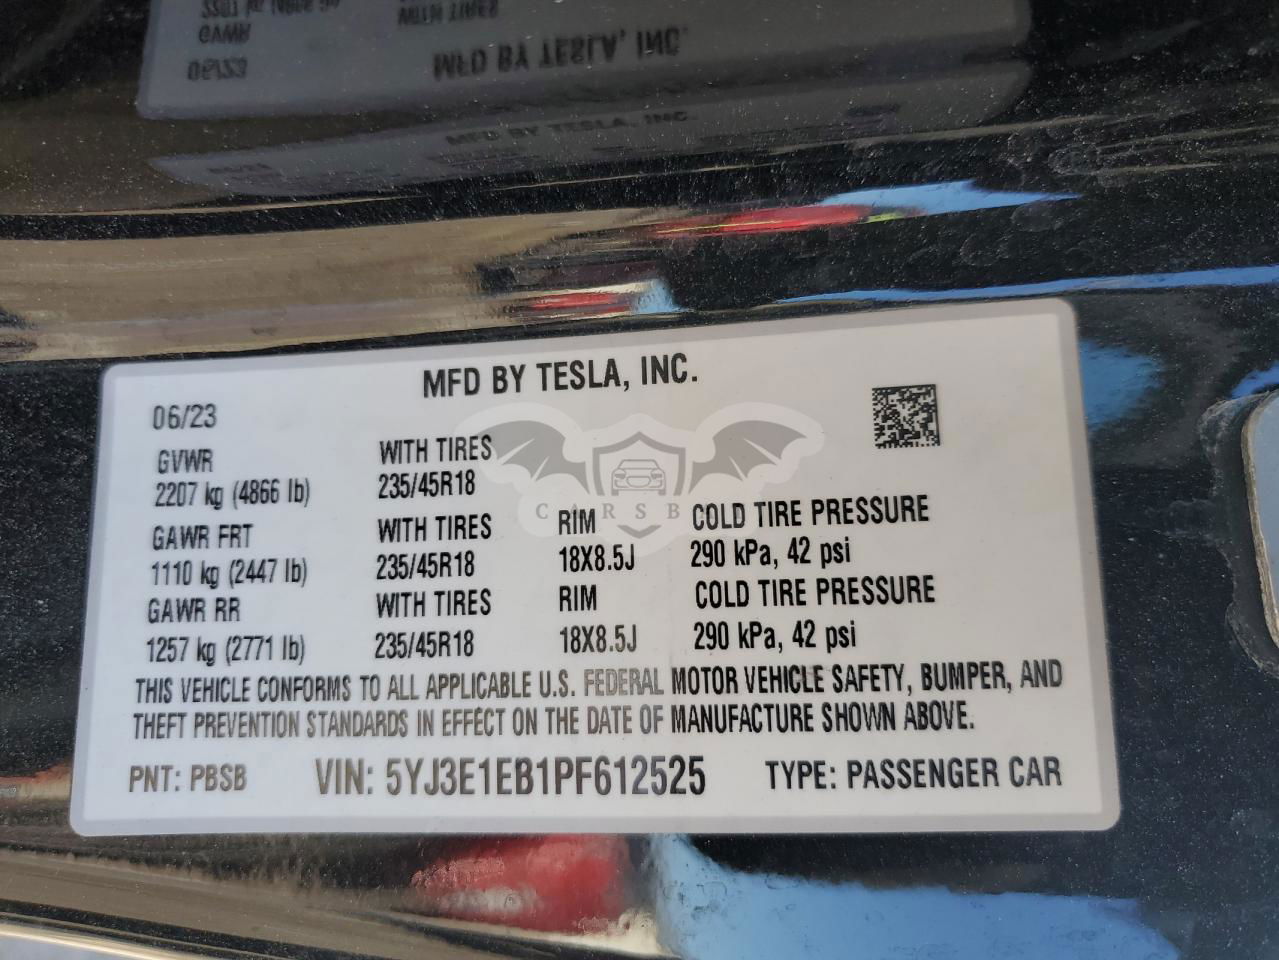 MFD BY TESLA, INC.
06/23
GVWR WITH TIRES
2207 kg (4866 lb) 235/45R18
GAWR FRT WITH TIRES RIM COLD TIRE PRESSURE
1110 kg (2447 lb) 235/45R18 18X8.5J 290 kPa, 42 psi
GAWR RR WITH TIRES RIM COLD TIRE PRESSURE
1257 kg (2771 lb) 235/45R18 18X8.5J 290 kPa, 42 psi
THIS VEHICLE CONFORMS TO ALL APPLICABLE U.S. FEDERAL MOTOR VEHICLE SAFETY, BUMPER, AND
THEFT PREVENTION STANDARDS IN EFFECT ON THE DATE OF MANUFACTURE SHOWN ABOVE.
PNT: PBSB VIN: 5YJ3E1EB1PF612525 TYPE: PASSENGER CAR